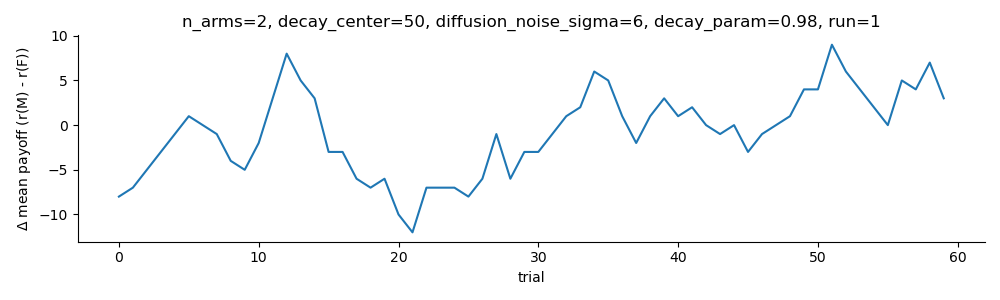 n_arms=2, decay_center=50, diffusion_noise_sigma=6, decay_param=0.98, run=1
Δ mean payoff (r(M) - r(F))
10
5
0
−5
−10
0 10 20 30 40 50 60
trial